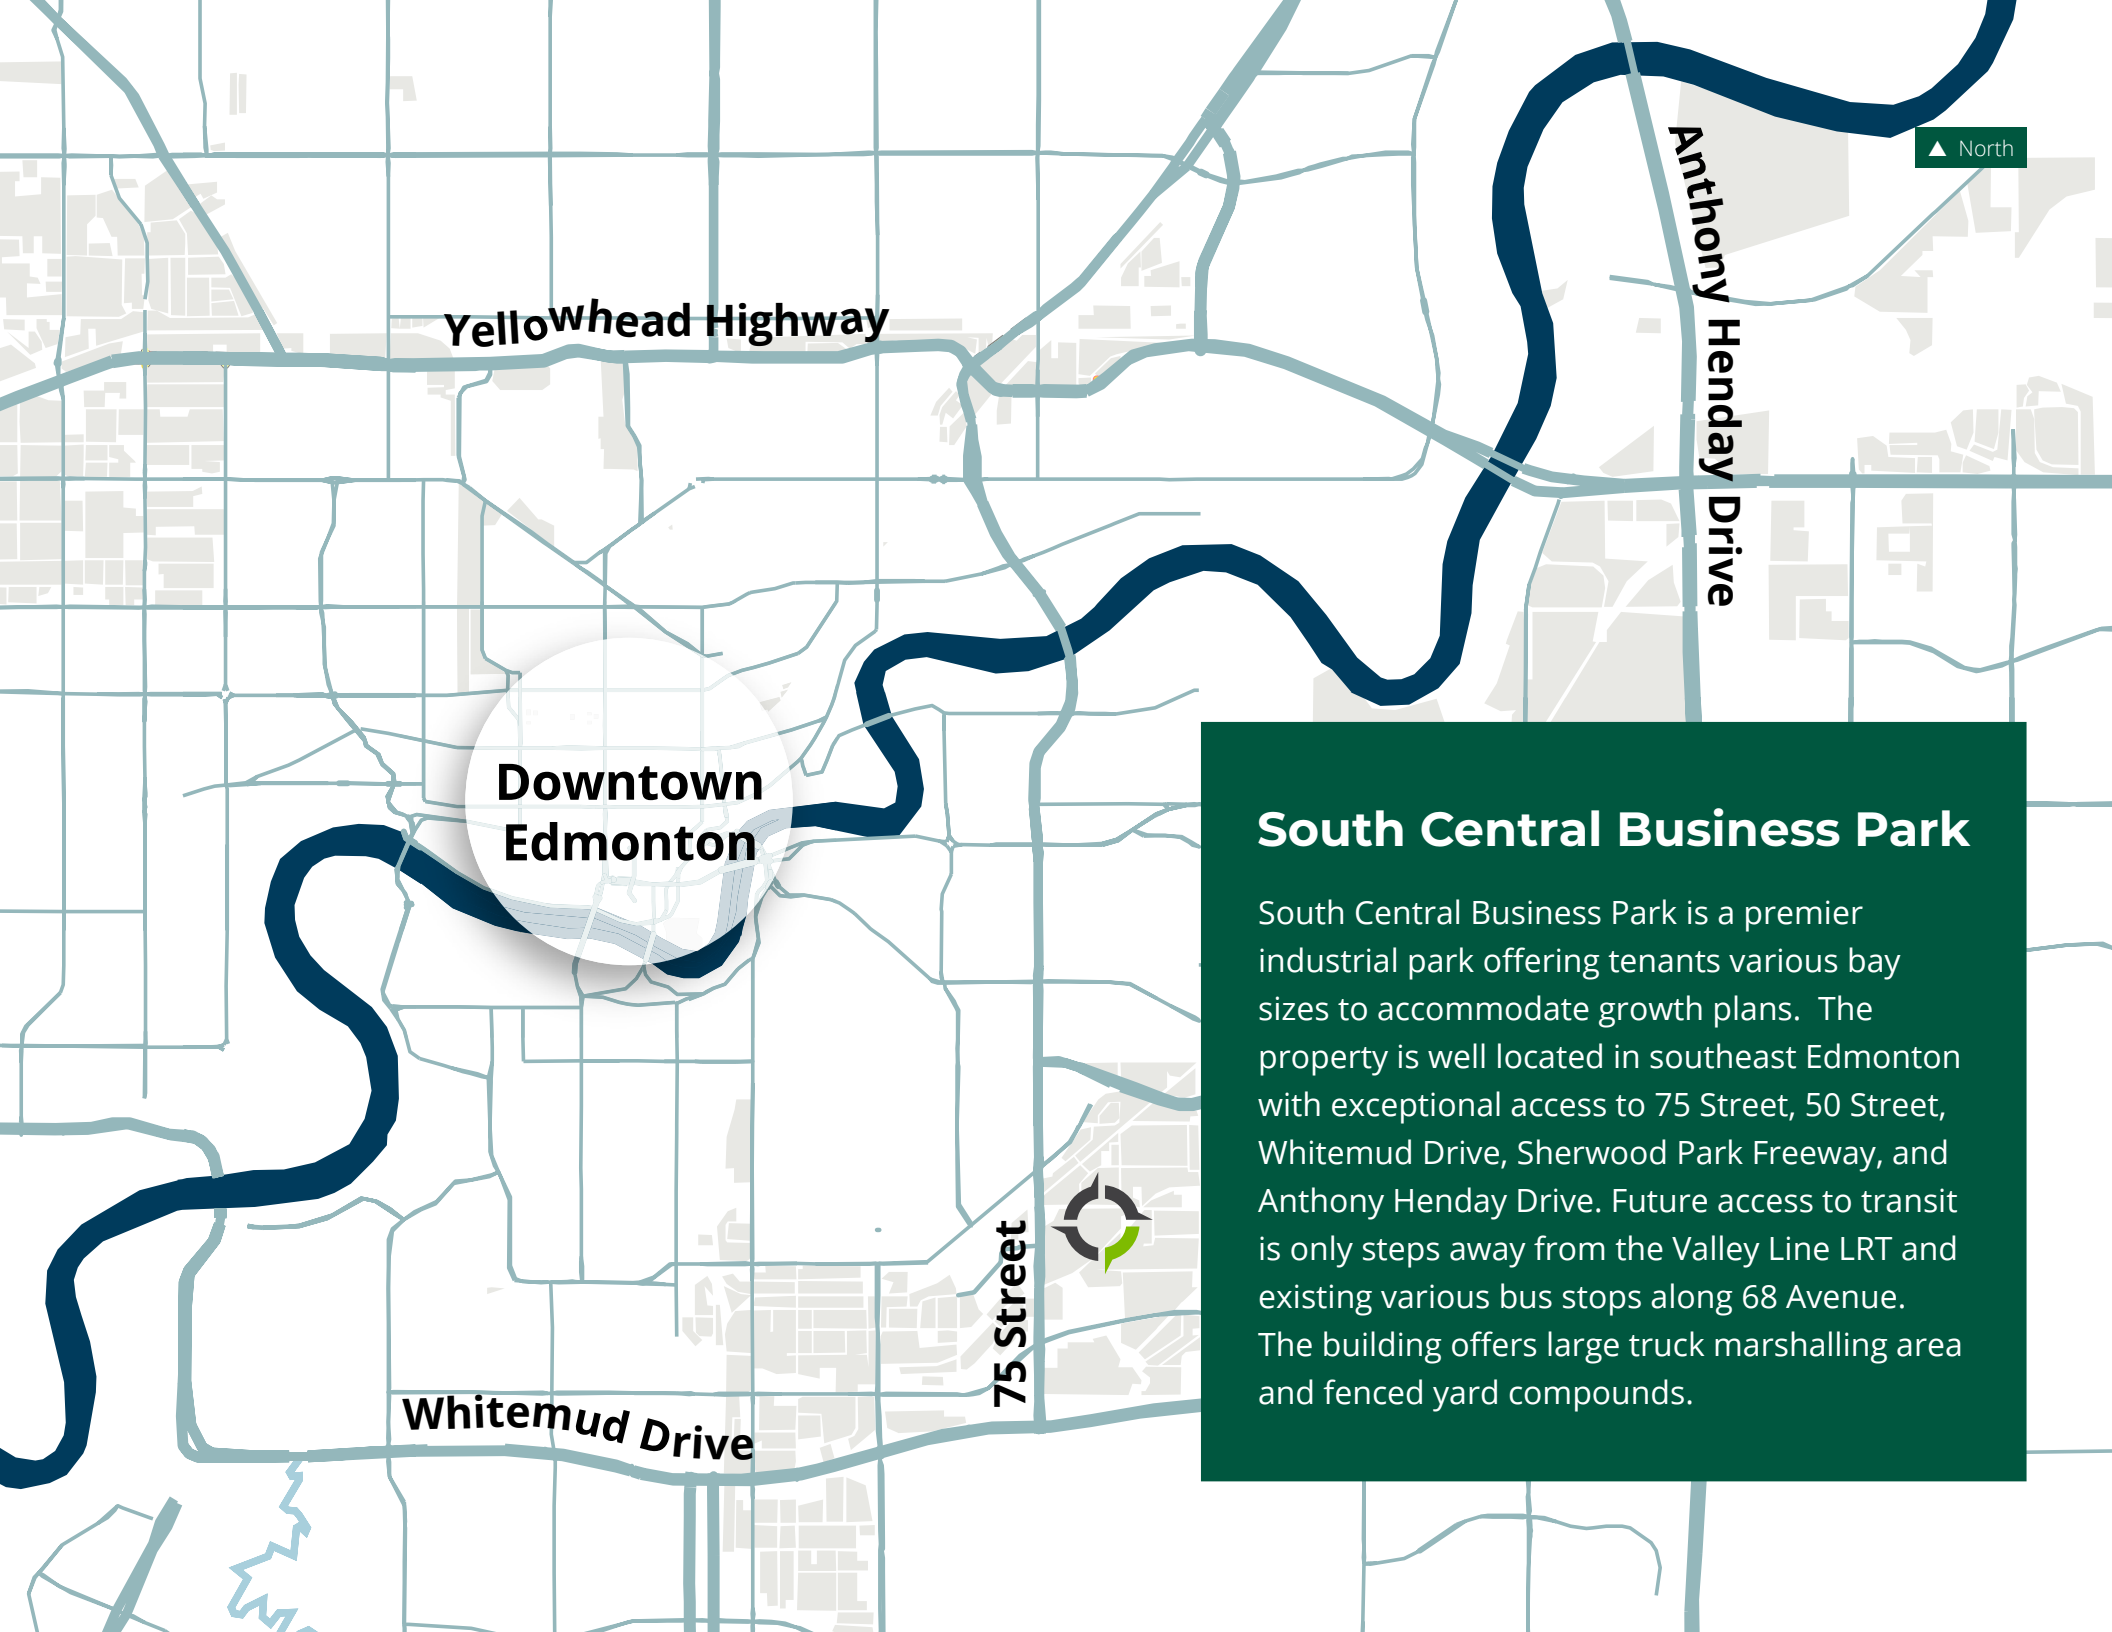 North
Anthony Henday Drive
Yellowhead Highway
Downtown
Edmonton
South Central Business Park
South Central Business Park is a premier
industrial park offering tenants various bay
sizes to accommodate growth plans.  The
property is well located in southeast Edmonton
with exceptional access to 75 Street, 50 Street,
Whitemud Drive, Sherwood Park Freeway, and
Anthony Henday Drive. Future access to transit
is only steps away from the Valley Line LRT and
existing various bus stops along 68 Avenue.
The building offers large truck marshalling area
and fenced yard compounds.
75 Street
Whitemud Drive